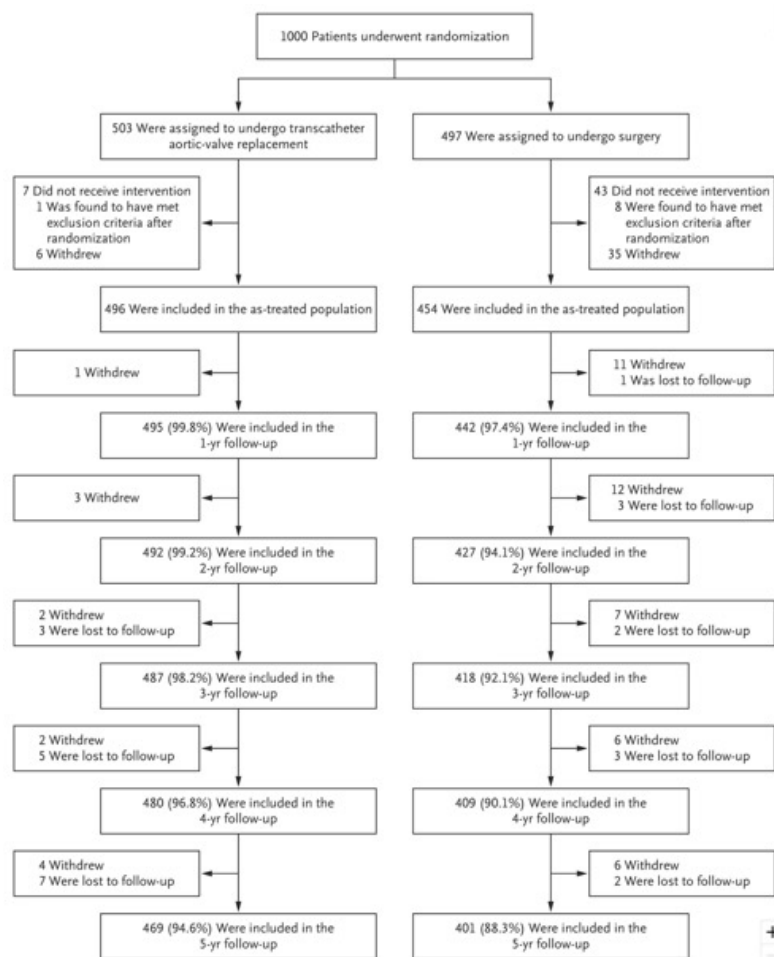 1000 Patients underwent randomization
503 Were assigned to undergo transcatheter
aortic-valve replacement
497 Were assigned to undergo surgery
7 Did not receive intervention
1 Was found to have met
exclusion criteria after
randomization
6 Withdrew
43 Did not receive intervention
8 Were found to have met
exclusion criteria after
randomization
35 Withdrew
496 Were included in the as-treated population
454 Were included in the as-treated population
1 Withdrew
11 Withdrew
1 Was lost to follow-up
495 (99.8%) Were included in the
1-yr follow-up
442 (97.4%) Were included in the
1-yr follow-up
3 Withdrew
12 Withdrew
3 Were lost to follow-up
492 (99.2%) Were included in the
2-yr follow-up
427 (94.1%) Were included in the
2-yr follow-up
2 Withdrew
3 Were lost to follow-up
7 Withdrew
2 Were lost to follow-up
487 (98.2%) Were included in the
3-yr follow-up
418 (92.1%) Were included in the
3-yr follow-up
2 Withdrew
5 Were lost to follow-up
6 Withdrew
3 Were lost to follow-up
480 (96.8%) Were included in the
4-yr follow-up
409 (90.1%) Were included in the
4-yr follow-up
4 Withdrew
7 Were lost to follow-up
6 Withdrew
2 Were lost to follow-up
469 (94.6%) Were included in the
5-yr follow-up
401 (88.3%) Were included in the
5-yr follow-up